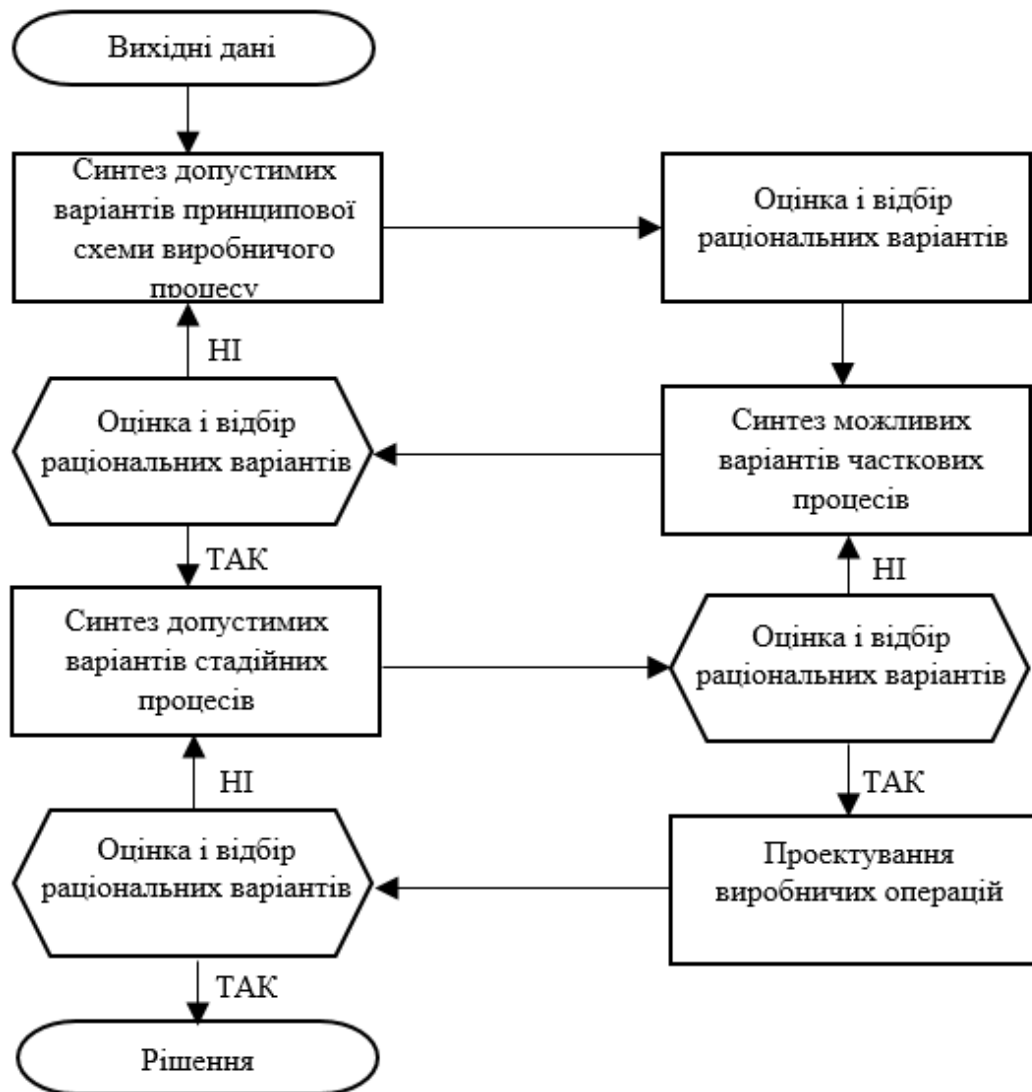 Вихідні дані
Синтез допустимих
варіантів принципової
схеми виробничого
процесу
Оцінка і відбір
раціональних варіантів
НІ
Оцінка і відбір
раціональних варіантів
Синтез можливих
варіантів часткових
процесів
ТАК
НІ
Синтез допустимих
варіантів стадійних
процесів
Оцінка і відбір
раціональних варіантів
НІ
ТАК
Оцінка і відбір
раціональних варіантів
Проектування
виробничих операцій
ТАК
Рішення